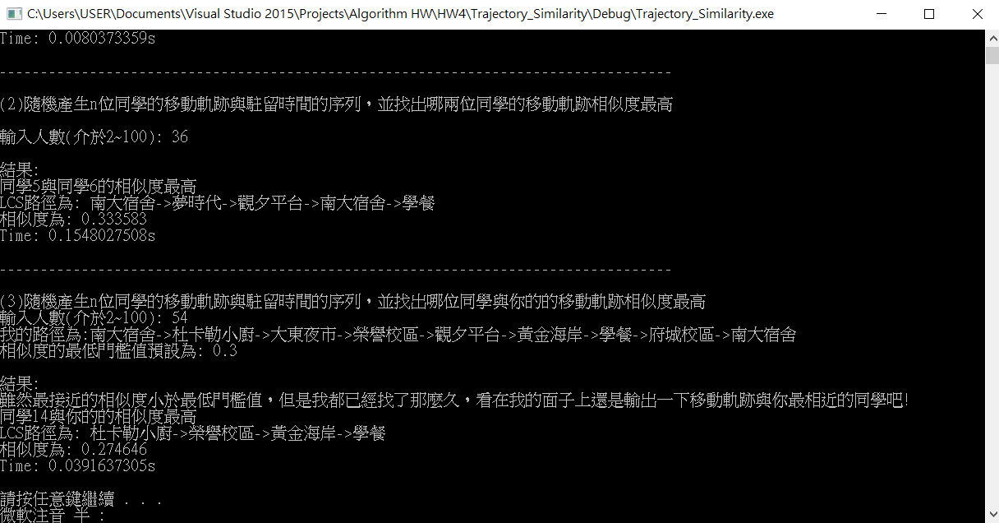 C:\Users\USER\Documents\Visual Studio 2015\Projects\Algorithm HW\HW4\Trajectory_Similarity\Debug\Trajectory_Similarity.exe
Time: 0.0080373359s
----------------------------------------------------------------------------------
(2)隨機產生n位同學的移動軌跡與駐留時間的序列，並找出哪兩位同學的移動軌跡相似度最高
輸入人數(介於2~100): 36
結果:
同學5與同學6的相似度最高
LCS路徑為: 南大宿舍->夢時代->觀夕平台->南大宿舍->學餐
相似度為: 0.333583
Time: 0.1548027508s
----------------------------------------------------------------------------------
(3)隨機產生n位同學的移動軌跡與駐留時間的序列，並找出哪位同學與你的的移動軌跡相似度最高
輸入人數(介於2~100): 54
我的路徑為:南大宿舍->杜卡勒小廚->大東夜市->榮譽校區->觀夕平台->黃金海岸->學餐->府城校區->南大宿舍
相似度的最低門檻值預設為: 0.3
結果:
雖然最接近的相似度小於最低門檻值，但是我都已經找了那麼久，看在我的面子上還是輸出一下移動軌跡與你最相近的同學吧!
同學14與你的的相似度最高
LCS路徑為: 杜卡勒小廚->榮譽校區->黃金海岸->學餐
相似度為: 0.274646
Time: 0.0391637305s
請按任意鍵繼續 . . .
微軟注音 半 :